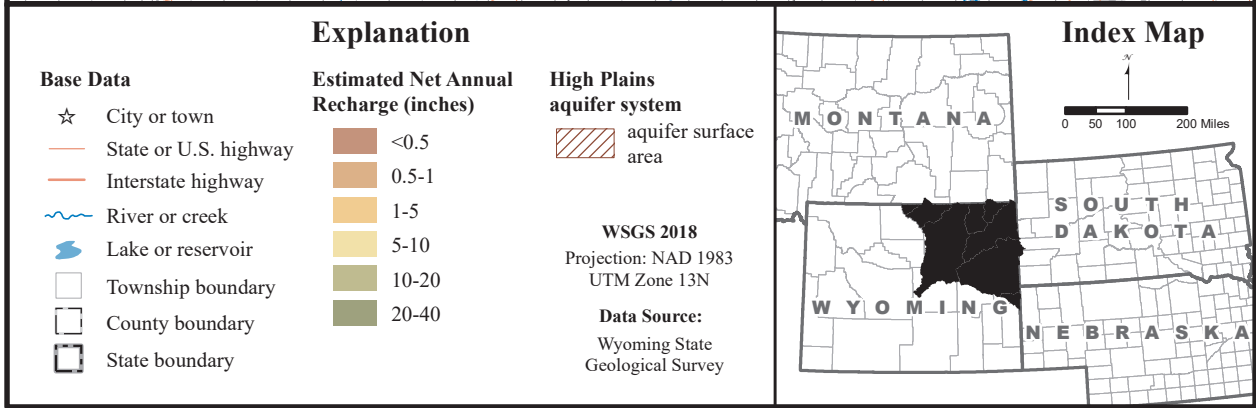 Explanation
Base Data
City or town
State or U.S. highway
Interstate highway
River or creek
Lake or reservoir
Township boundary
County boundary
State boundary
Estimated Net Annual
Recharge (inches)
<0.5
0.5-1
1-5
5-10
10-20
20-40
High Plains
aquifer system
aquifer surface
area
WSGS 2018
Projection: NAD 1983
UTM Zone 13N
Data Source:
Wyoming State
Geological Survey
Index Map
N
0 50 100 200 Miles
MONTANA
SOUTH
DAKOTA
WYOMING
NEBRASKA